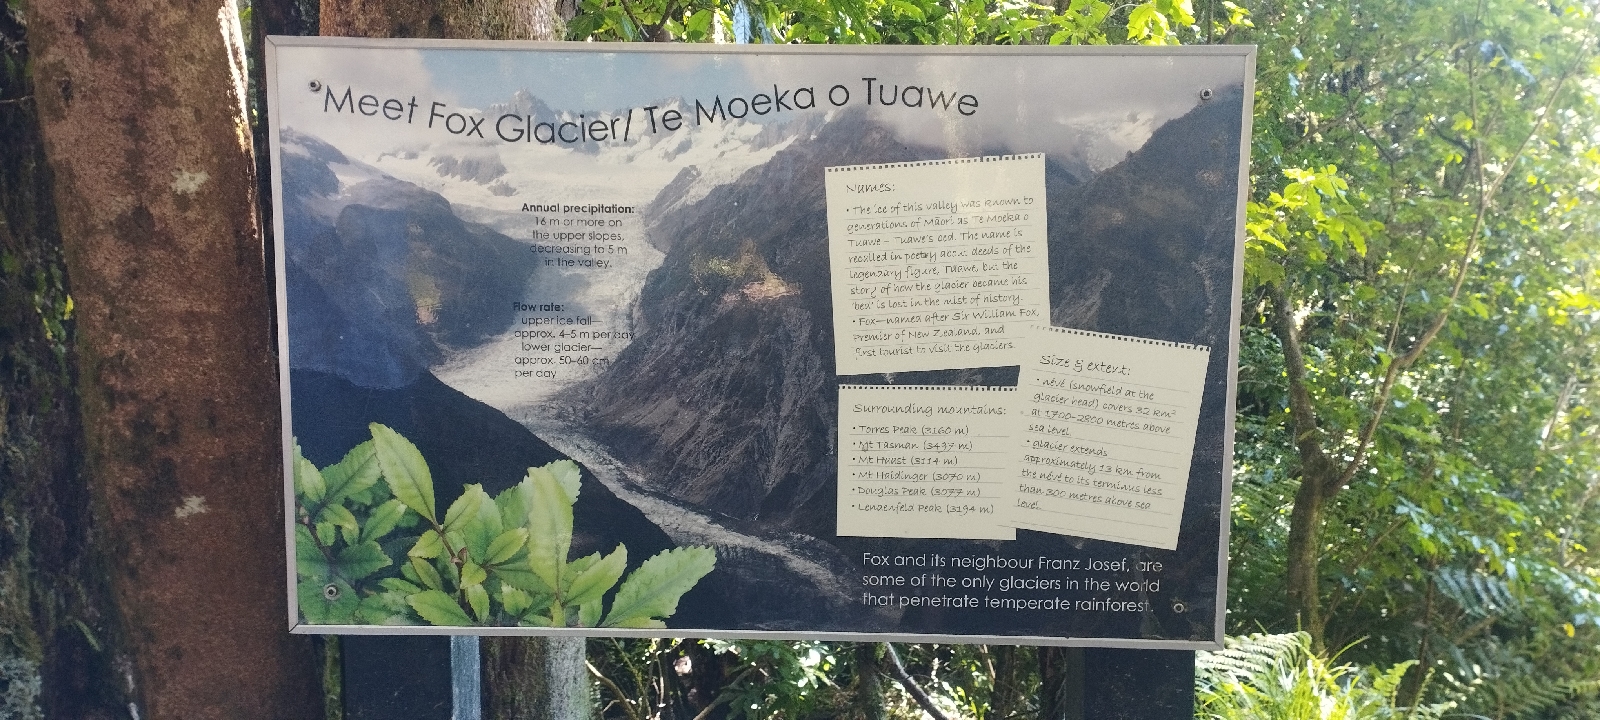 Meet Fox Glacier/ Te Moeka o Tuawe
Annual precipitation:
16 m or more on
the upper slopes,
decreasing to 5 m
in the valley.
Flow rate:
upper ice fall—
approx. 4–5 m per day
lower glacier—
approx. 50–60 cm
per day
Names:
• The ice of this valley was known to
generations of Māori as Te Moeka o
Tuawe – Tuawe's bed. The name is
recalled in poetry about deeds of the
legendary figure, Tuawe, but the
story of how the glacier became his
'bed' is lost in the mist of history.
• Fox—named after Sir William Fox,
Premier of New Zealand, and
first tourist to visit the glaciers.
Surrounding mountains:
• Torres Peak (3160 m)
• Mt Tasman (3497 m)
• Mt Haast (3114 m)
• Mt Haidinger (3070 m)
• Douglas Peak (3077 m)
• Lendenfeld Peak (3194 m)
Size & extent:
• névé (snowfield at the
glacier head) covers 32 km²
at 1700-2800 metres above
sea level.
• glacier extends
approximately 13 km from
the névé to its terminus less
than 300 metres above sea
level.
Fox and its neighbour Franz Josef, are
some of the only glaciers in the world
that penetrate temperate rainforest.